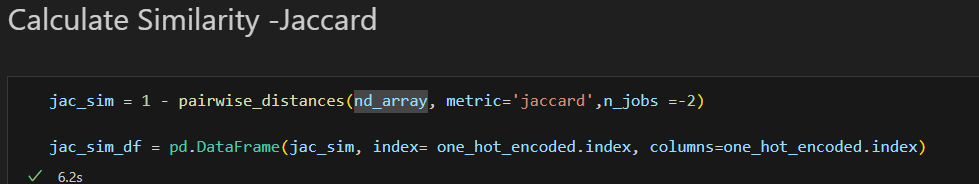 Calculate Similarity -Jaccard
jac_sim = 1 - pairwise_distances(nd_array, metric='jaccard',n_jobs =-2)
jac_sim_df = pd.DataFrame(jac_sim, index= one_hot_encoded.index, columns=one_hot_encoded.index)
6.2s